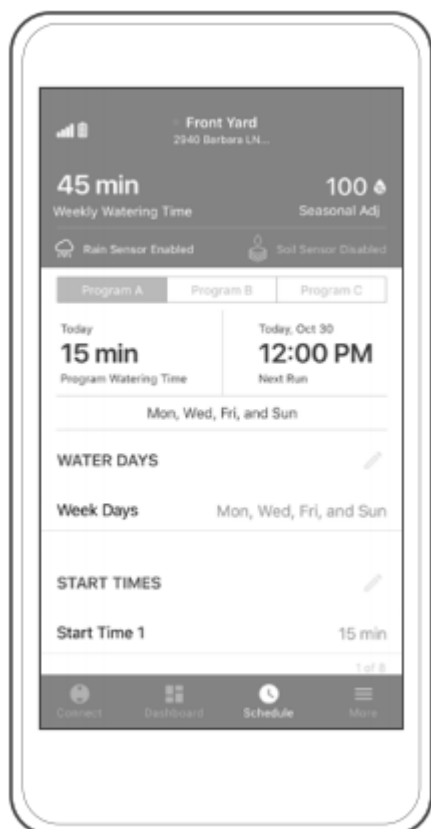 Front Yard
2940 Barbara LN...
45 min
100
Weekly Watering Time
Seasonal Adj
Rain Sensor Enabled
Soil Sensor Disabled
Program A
Program B
Program C
Today
Today, Oct 30
15 min
12:00 PM
Program Watering Time
Next Run
Mon, Wed, Fri, and Sun
WATER DAYS
Week Days
Mon, Wed, Fri, and Sun
START TIMES
Start Time 1
15 min
1 of 8
Connect
Dashboard
Schedule
More